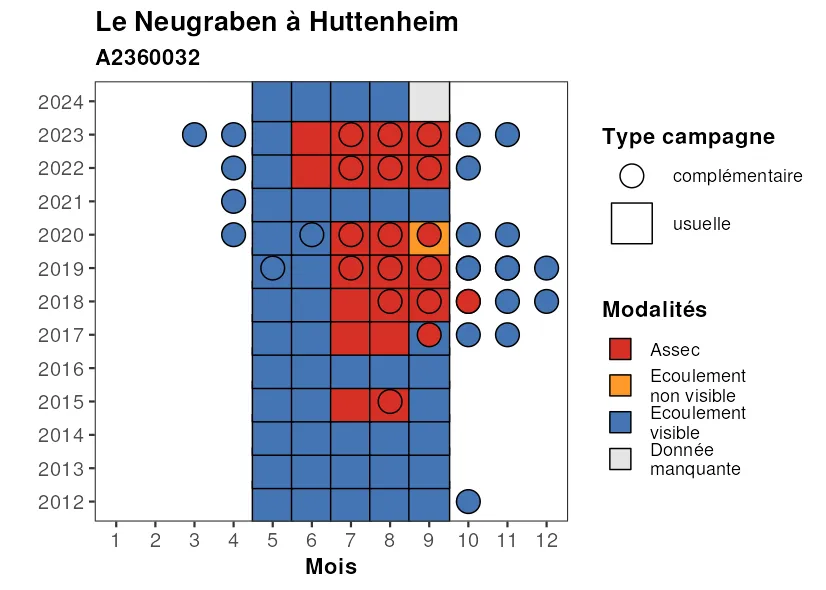 Le Neugraben à Huttenheim
A2360032
2024
2023
2022
2021
2020
2019
2018
2017
2016
2015
2014
2013
2012
1 2 3 4 5 6 7 8 9 10 11 12
Mois
Type campagne
complémentaire
usuelle
Modalités
Assec
Ecoulement
non visible
Ecoulement
visible
Donnée
manquante